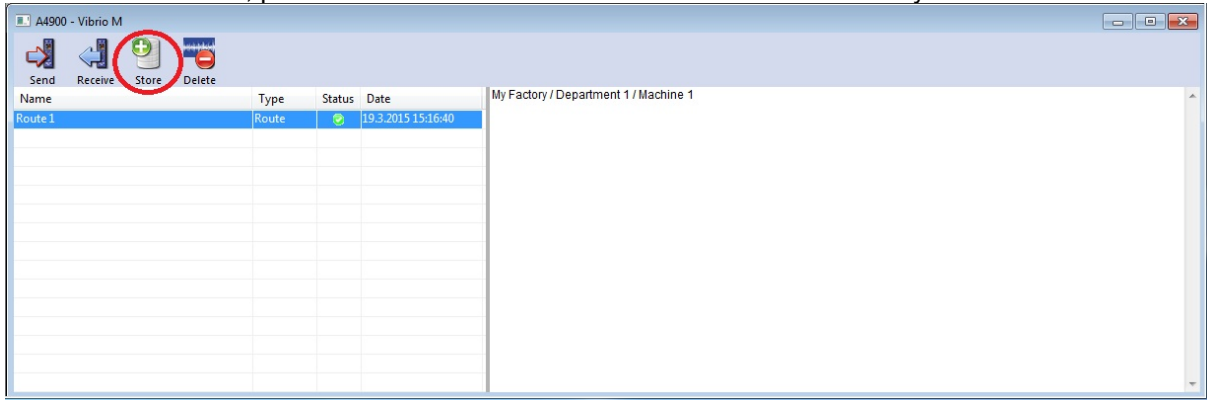 A4900 - Vibrio M
Send Receive Store Delete
Name Type Status Date
Route 1 Route 19.3.2015 15:16:40
My Factory / Department 1 / Machine 1